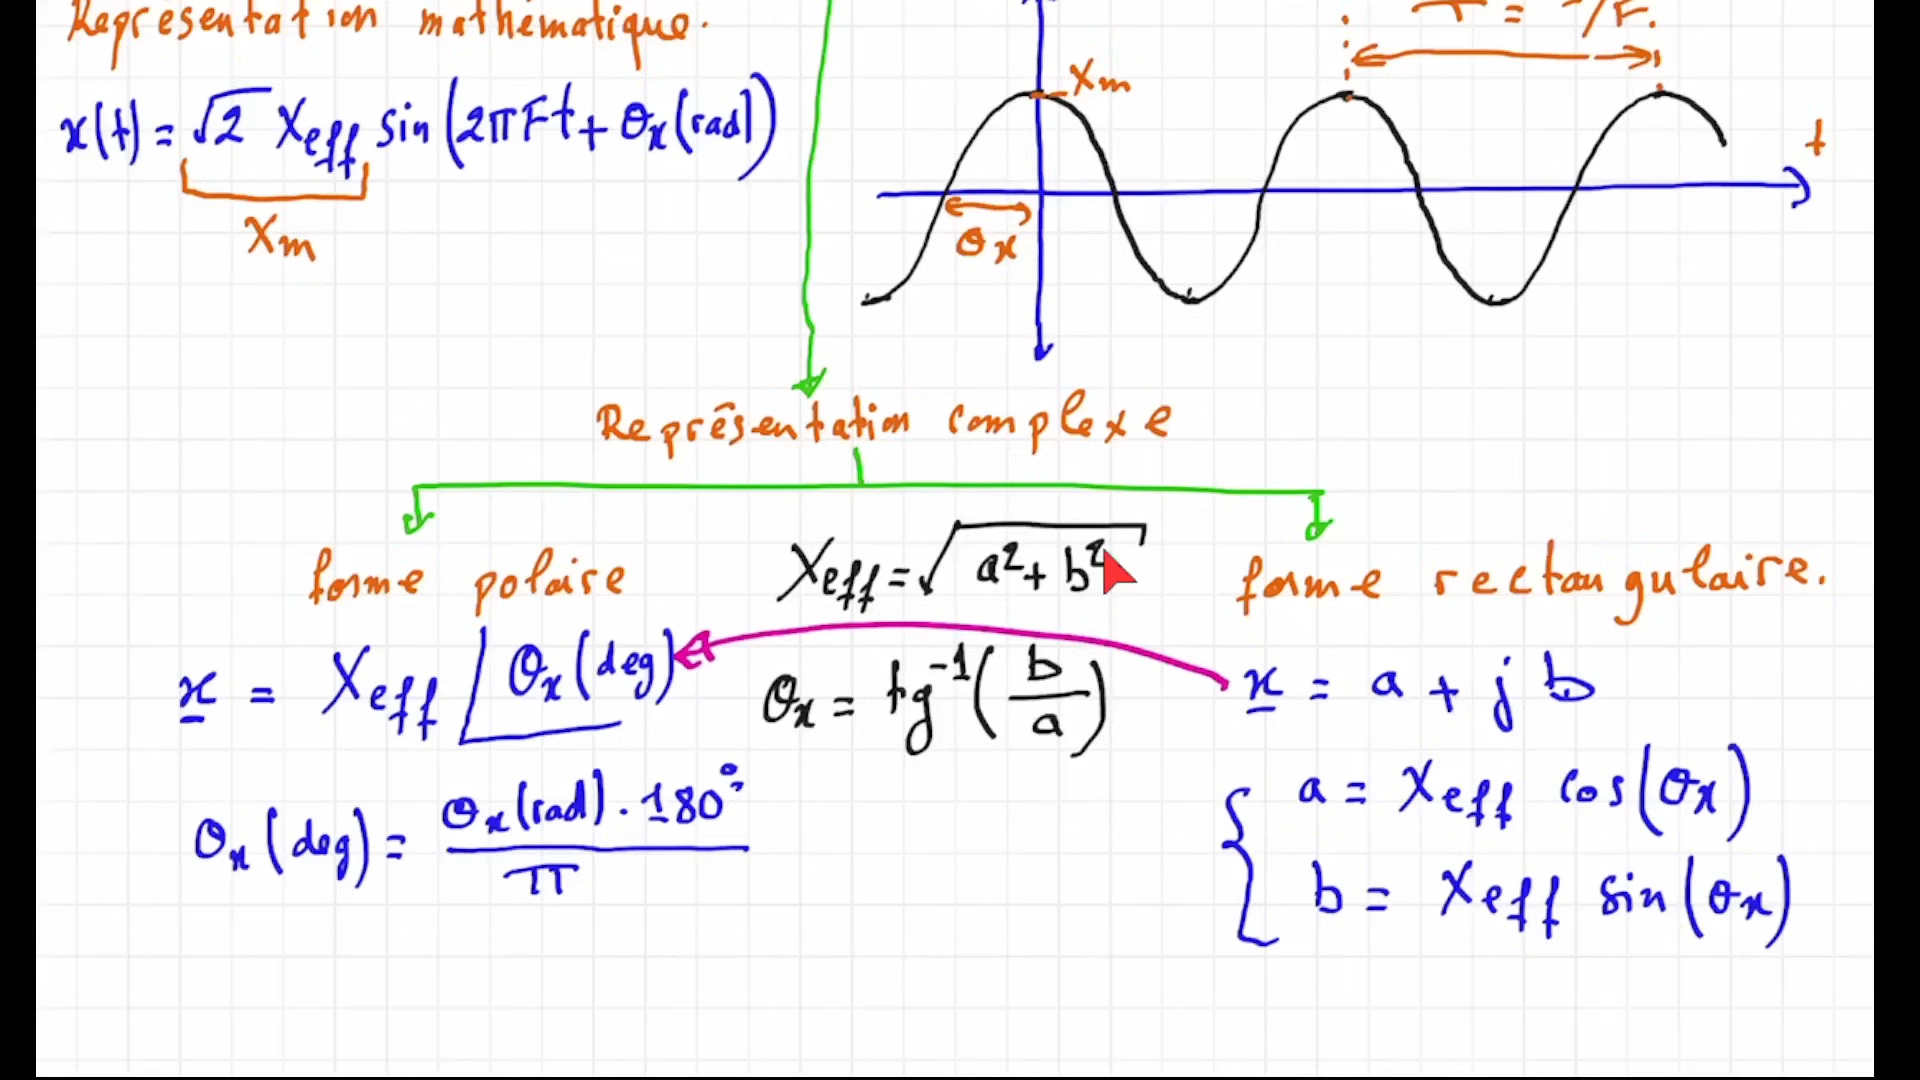 Représentation mathématique.
x(t) = √2 Xeff sin(2πFt + θx(rad))
Xm
Xm
T = 1/F.
t
θx
Représentation complexe
forme polaire
x = Xeff ∠θx(deg)
θx(deg) = θx(rad).180° / π
Xeff = √(a² + b²)
θx = tg⁻¹(b/a)
forme rectangulaire.
x = a + j b
a = Xeff cos(θx)
b = Xeff sin(θx)